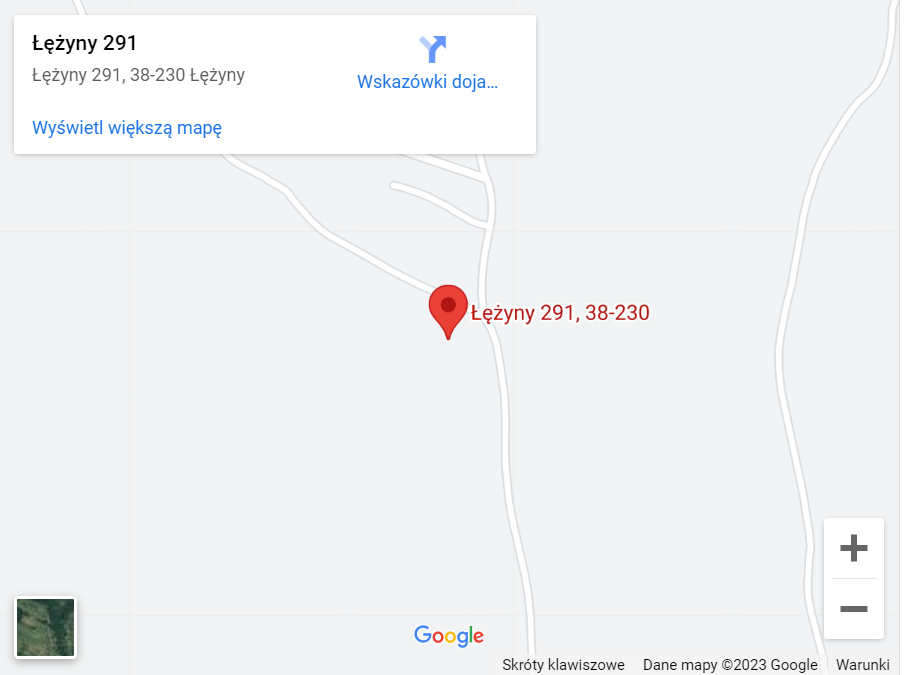 Łężyny 291
Łężyny 291, 38-230 Łężyny
Wskazówki doja...
Wyświetl większą mapę
Łężyny 291, 38-230
Google
Skróty klawiszowe Dane mapy ©2023 Google Warunki